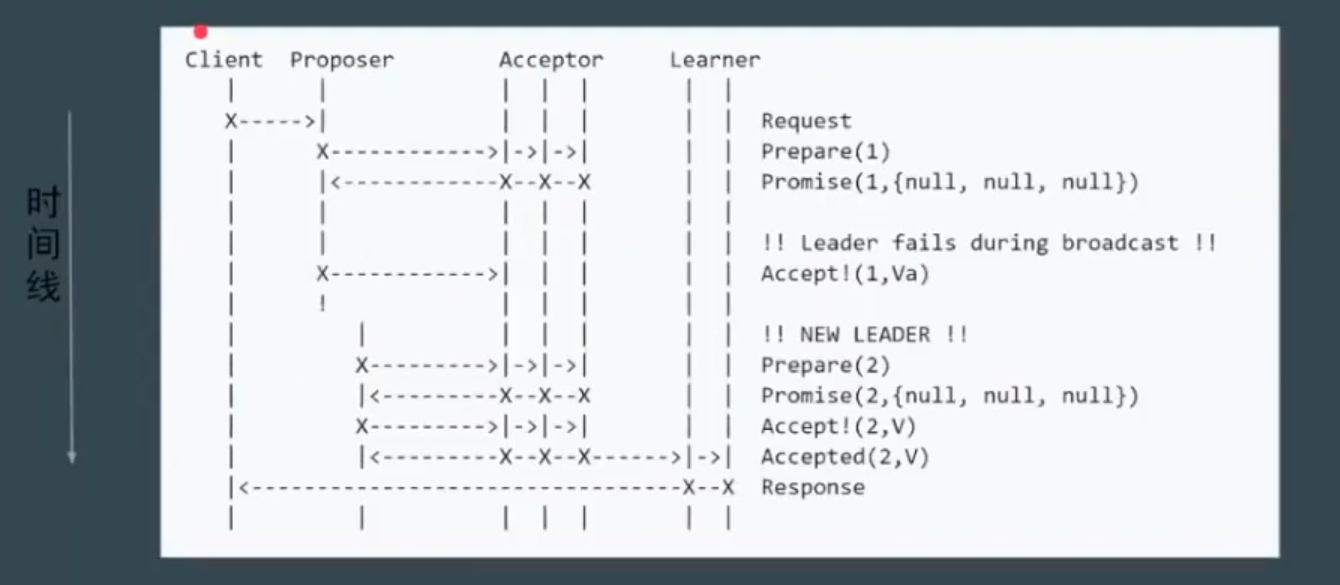 时间线
Client  Proposer        Acceptor     Learner
   |       |             |  |  |       |  |
   X----->|             |  |  |       |  |  Request
   |       X------------>|->|->|       |  |  Prepare(1)
   |       |<------------X--X--X       |  |  Promise(1,{null, null, null})
   |       |             |  |  |       |  |
   |       |             |  |  |       |  |  !! Leader fails during broadcast !!
   |       X------------>|  |  |       |  |  Accept!(1,Va)
   |       !             |  |  |       |  |
   |          |          |  |  |       |  |  !! NEW LEADER !!
   |          X--------->|->|->|       |  |  Prepare(2)
   |          |<---------X--X--X       |  |  Promise(2,{null, null, null})
   |          X--------->|->|->|       |  |  Accept!(2,V)
   |          |<---------X--X--X------>|->|  Accepted(2,V)
   |<----------------------------------X--X  Response
   |          |          |  |  |       |  |